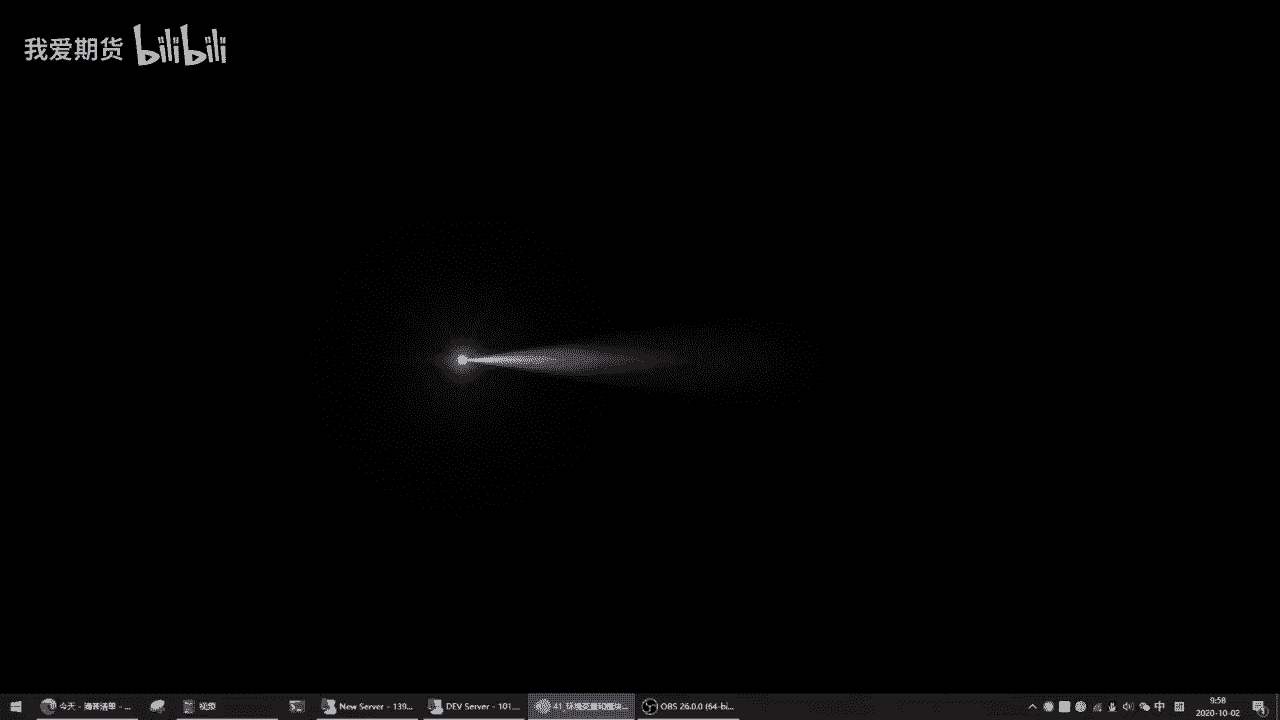 我爱期货 bilibili
今天 - 滴答清单 - ...
视频
New Server - 139...
DEV Server - 101....
41_环境变量和模块...
OBS 26.0.0 (64-bi...
中
9:58
2020-10-02